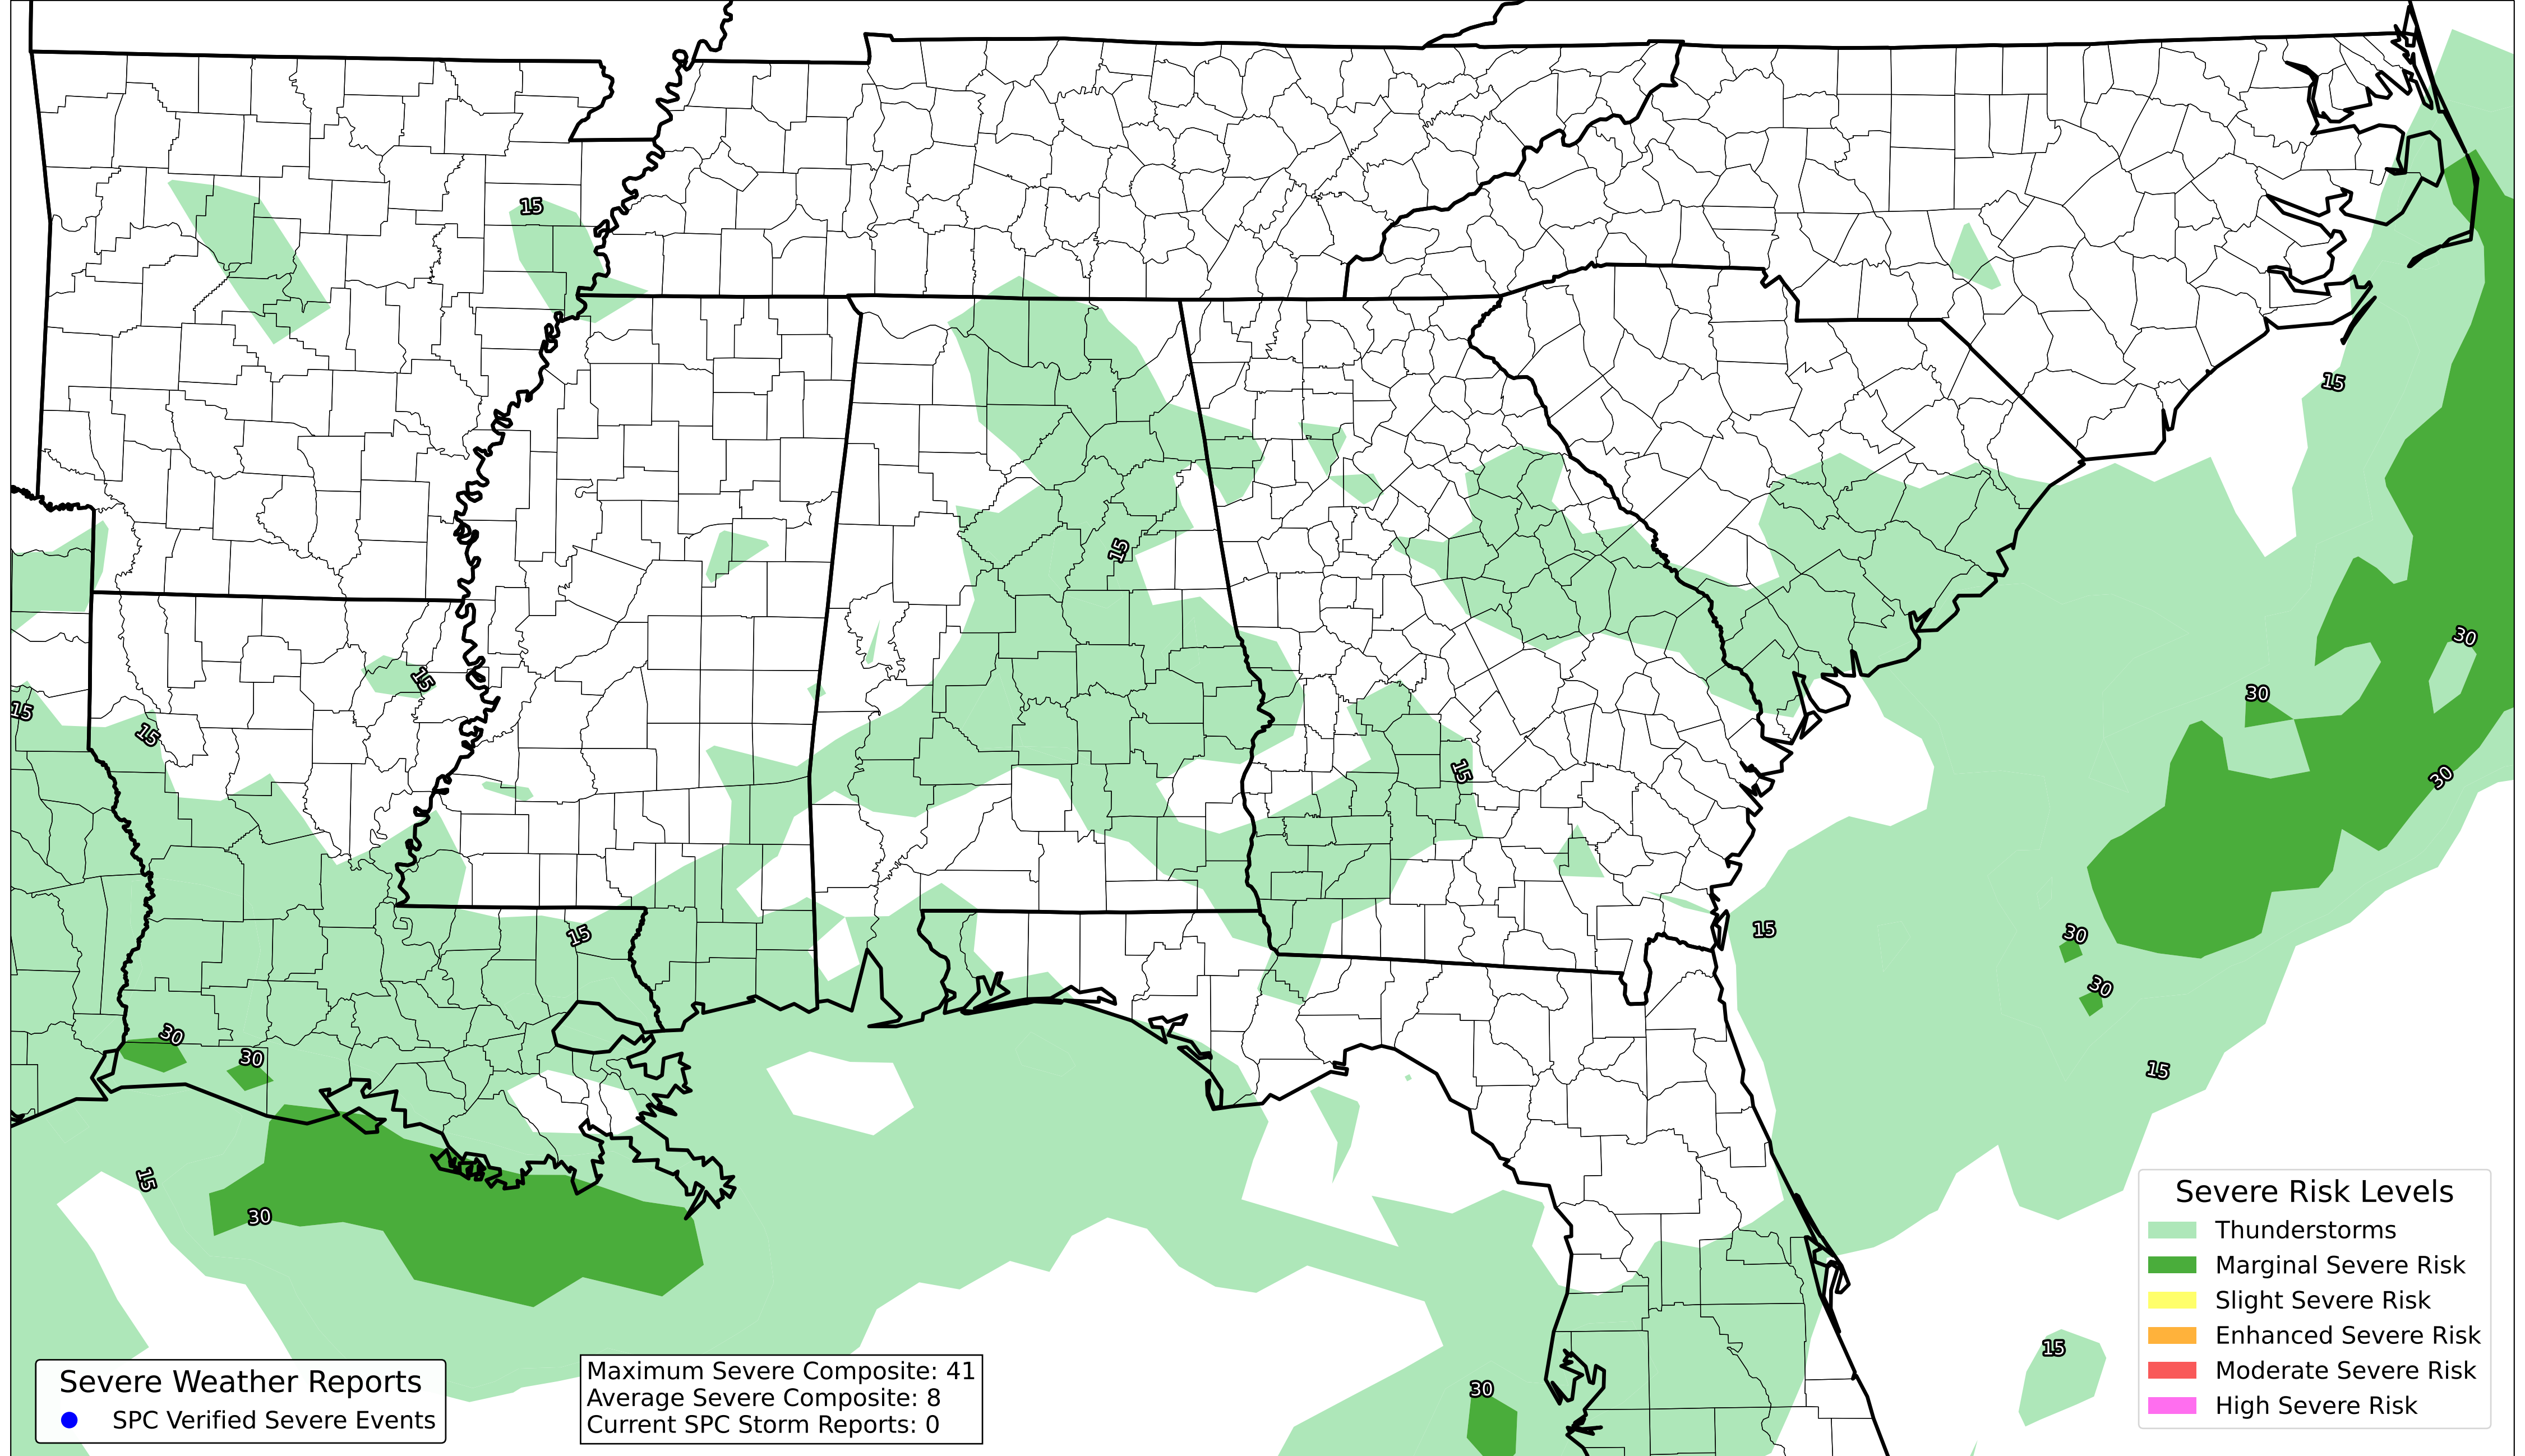 15
15
15
30
15
15
15
30
15
30
15
30
15
15
30
30
30
30
15
15
30
30
15
15
Severe Risk Levels
Thunderstorms
Marginal Severe Risk
Slight Severe Risk
Enhanced Severe Risk
Moderate Severe Risk
High Severe Risk
Severe Weather Reports
SPC Verified Severe Events
Maximum Severe Composite: 41
Average Severe Composite: 8
Current SPC Storm Reports: 0